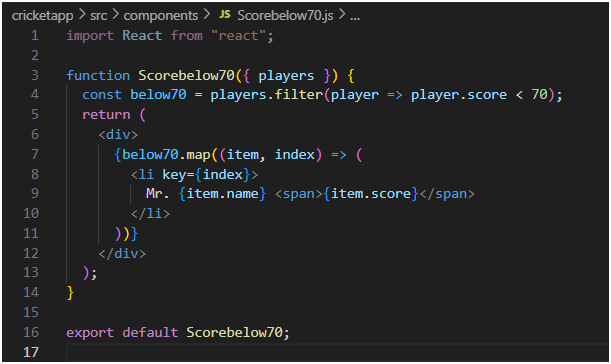 cricketapp > src > components > JS Scorebelow70.js > ...
1 import React from "react";
2
3 function Scorebelow70({ players }) {
4   const below70 = players.filter(player => player.score < 70);
5   return (
6     <div>
7       {below70.map((item, index) => (
8         <li key={index}>
9           Mr. {item.name} <span>{item.score}</span>
10         </li>
11       ))}
12     </div>
13   );
14 }
15
16 export default Scorebelow70;
17